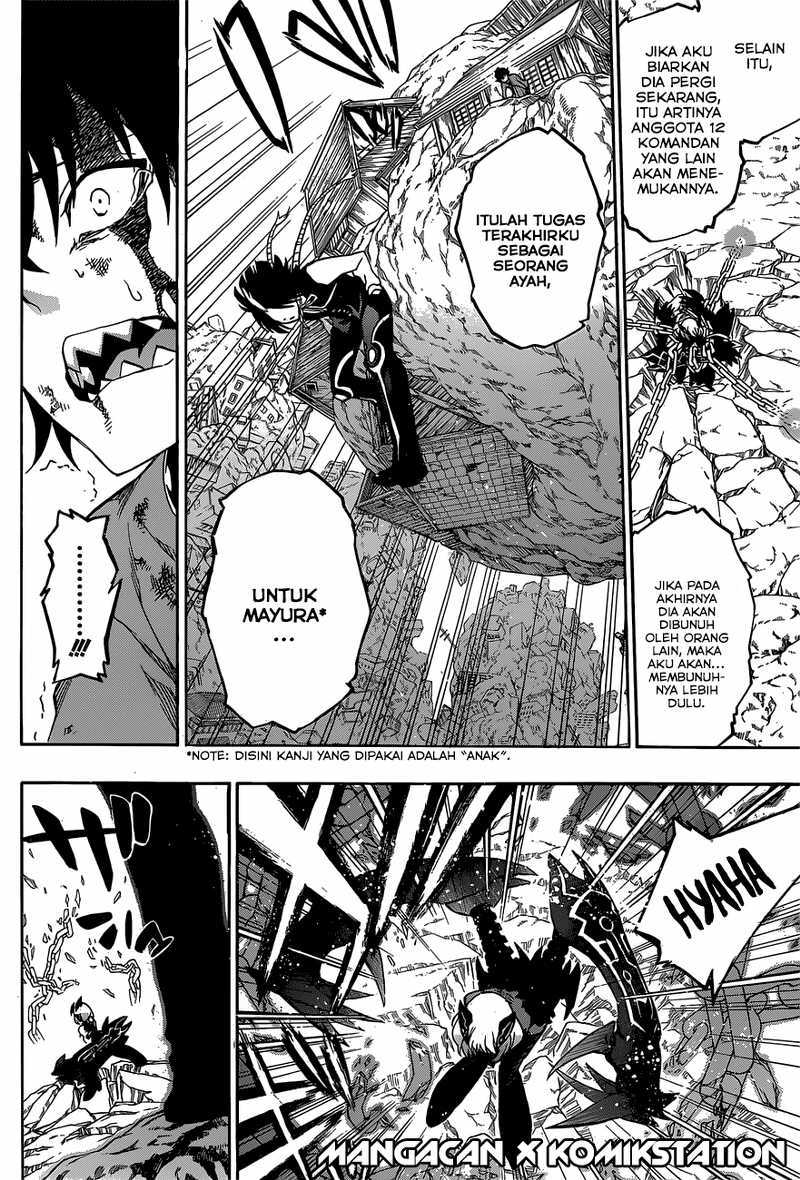 SELAIN
ITU,
JIKA AKU
BIARKAN
DIA PERGI
SEKARANG,
ITU ARTINYA
ANGGOTA 12
KOMANDAN
YANG LAIN
AKAN MENE-
MUKANNYA.
JIKA PADA
AKHIRNYA
DIA AKAN
DIBUNUH
OLEH ORANG
LAIN, MAKA
AKU AKAN...
MEMBUNUH-
NYA LEBIH
DULU.
ITULAH TUGAS
TERAKHIRKU
SEBAGAI
SEORANG
AYAH,
UNTUK
MAYURA*
...
*NOTE: DISINI KANJI YANG DIPAKAI ADALAH "ANAK".
.........!!!
HYAHA
MANGACAN X KOMIKSTATION